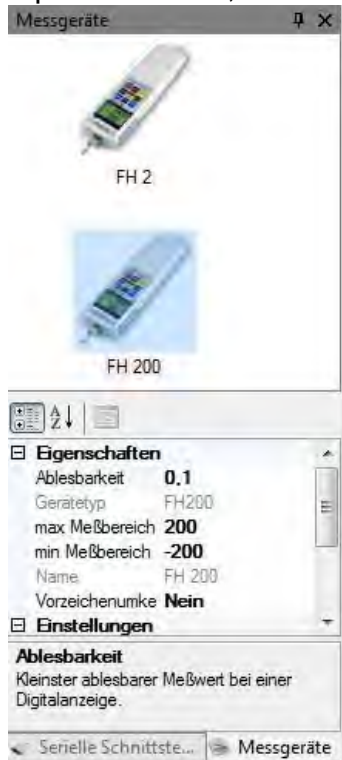 Messgeräte
FH 2
FH 200
Eigenschaften
Ablesbarkeit 0,1
Gerätetyp FH200
max Meßbereich 200
min Meßbereich -200
Name FH 200
Vorzeichenumke Nein
Einstellungen
Ablesbarkeit
Kleinster ablesbarer Meßwert bei einer
Digitalanzeige.
Serielle Schnittste... Messgeräte